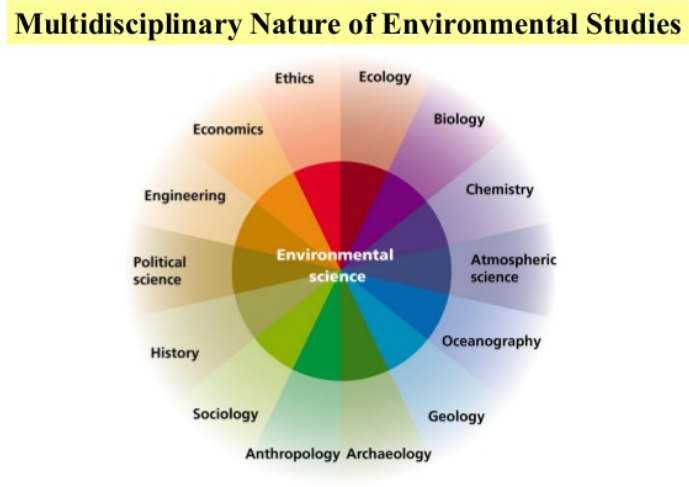 Multidisciplinary Nature of Environmental Studies
Ethics
Ecology
Biology
Chemistry
Atmospheric
science
Oceanography
Geology
Archaeology
Anthropology
Sociology
History
Political
science
Engineering
Economics
Environmental
science